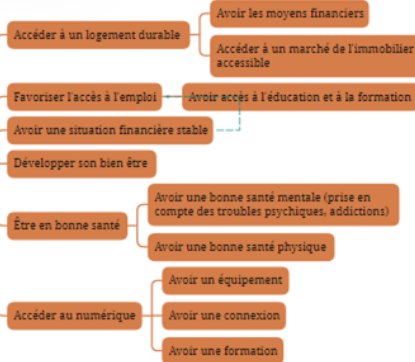 Avoir les moyens financiers
Accéder à un logement durable
Accéder à un marché de l'immobilier
accessible
Favoriser l'accès à l'emploi
Avoir accès à l'éducation et à la formation
Avoir une situation financière stable
Développer son bien être
Avoir une bonne santé mentale (prise en
compte des troubles psychiques, addictions)
Être en bonne santé
Avoir une bonne santé physique
Avoir un équipement
Accéder au numérique
Avoir une connexion
Avoir une formation